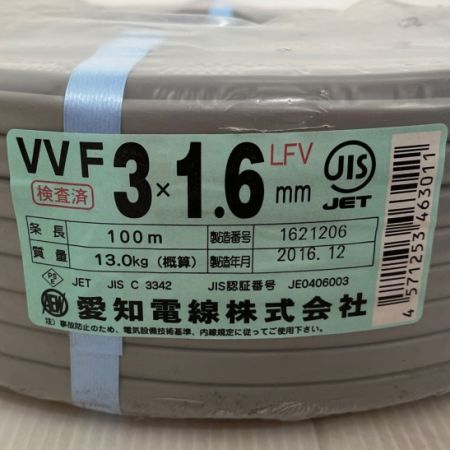 VVF 3×1.6 mm LFV
検査済
JIS
JET
条長 100m 製造番号 1621206
質量 13.0kg (概算) 製造年月 2016.12
PSE JET JIS C 3342 JIS認証番号 JE0406003
AEW 愛知電線株式会社
注) 事故防止のため、電気設備技術基準、内線規定に従ってご使用下さい。
4 571253 463011